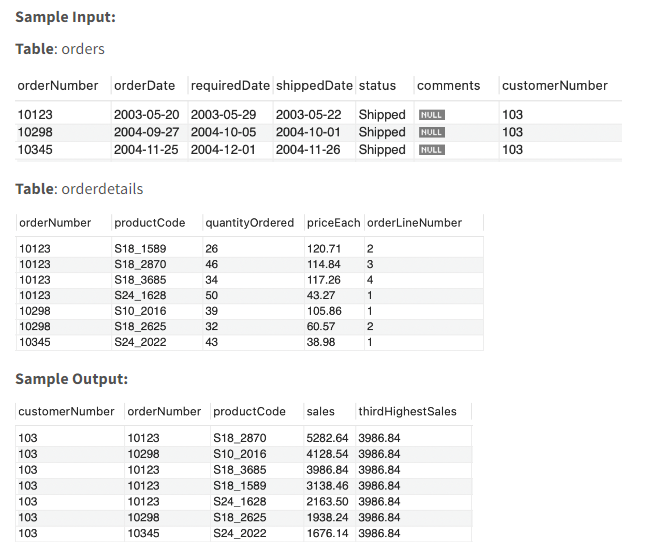 Sample Input:
Table: orders
orderNumber orderDate requiredDate shippedDate status comments customerNumber
10123 2003-05-20 2003-05-29 2003-05-22 Shipped NULL 103
10298 2004-09-27 2004-10-05 2004-10-01 Shipped NULL 103
10345 2004-11-25 2004-12-01 2004-11-26 Shipped NULL 103
Table: orderdetails
orderNumber productCode quantityOrdered priceEach orderLineNumber
10123 S18_1589 26 120.71 2
10123 S18_2870 46 114.84 3
10123 S18_3685 34 117.26 4
10123 S24_1628 50 43.27 1
10298 S10_2016 39 105.86 1
10298 S18_2625 32 60.57 2
10345 S24_2022 43 38.98 1
Sample Output:
customerNumber orderNumber productCode sales thirdHighestSales
103 10123 S18_2870 5282.64 3986.84
103 10298 S10_2016 4128.54 3986.84
103 10123 S18_3685 3986.84 3986.84
103 10123 S18_1589 3138.46 3986.84
103 10123 S24_1628 2163.50 3986.84
103 10298 S18_2625 1938.24 3986.84
103 10345 S24_2022 1676.14 3986.84